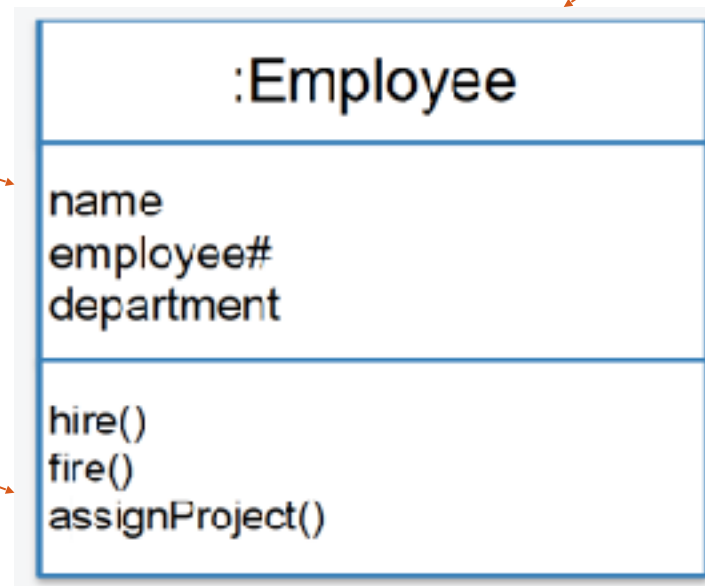 :Employee
name
employee#
department
hire()
fire()
assignProject()